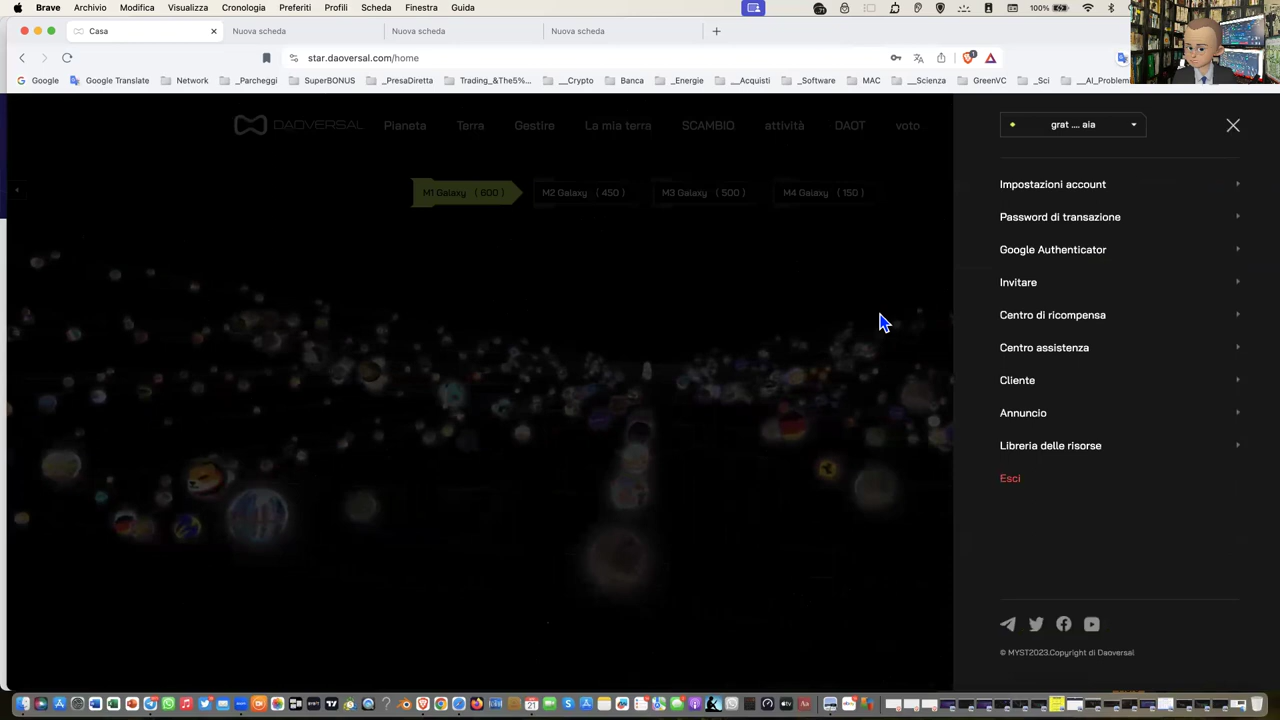 Brave Archivio Modifica Visualizza Cronologia Preferiti Profili Scheda Finestra Guida 100%
Casa Nuova scheda Nuova scheda Nuova scheda
star.daoversal.com/home
Google Google Translate Network _Parcheggi SuperBONUS _PresaDiretta Trading_&The5%... __Crypto Banca _Energie __Acquisti _Software MAC __Scienza GreenVC _Sci __AI_Problemi
DAOVERSAL Pianeta Terra Gestire La mia terra SCAMBIO attività DAOT voto
grat .... aia
M1 Galaxy ( 600 ) M2 Galaxy ( 450 ) M3 Galaxy ( 500 ) M4 Galaxy ( 150 )
Impostazioni account
Password di transazione
Google Authenticator
Invitare
Centro di ricompensa
Centro assistenza
Cliente
Annuncio
Libreria delle risorse
Esci
© MYST2023.Copyright di Daoversal